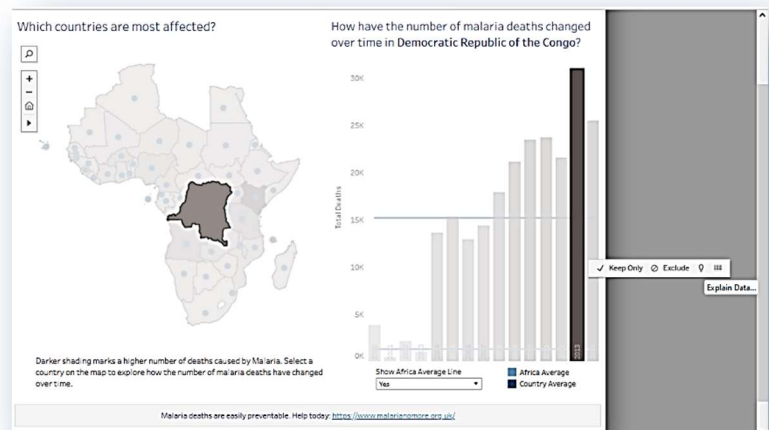 Which countries are most affected?
How have the number of malaria deaths changed
over time in Democratic Republic of the Congo?
30K
25K
20K
15K
10K
5K
0K
Total Deaths
2013
Keep Only Exclude
Explain Data...
Darker shading marks a higher number of deaths caused by Malaria. Select a
country on the map to explore how the number of malaria deaths have changed
over time.
Show Africa Average Line
Yes
Africa Average
Country Average
Malaria deaths are easily preventable. Help today: https://www.malarianomore.org.uk/